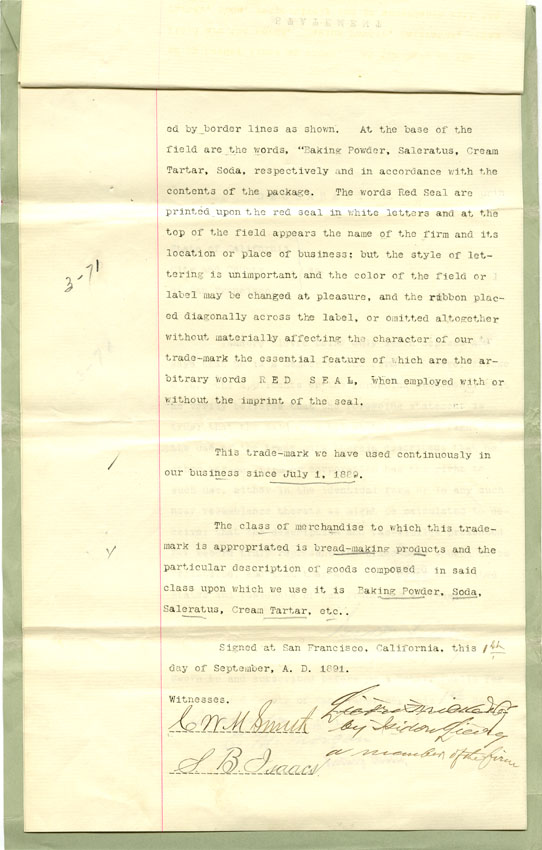 ed by border lines as shown. At the base of the
field are the words, "Baking Powder, Saleratus, Cream
Tartar, Soda, respectively and in accordance with the
contents of the package. The words Red Seal are
printed upon the red seal in white letters and at the
top of the field appears the name of the firm and its
location or place of business; but the style of let-
tering is unimportant and the color of the field or
label may be changed at pleasure, and the ribbon plac-
ed diagonally across the label, or omitted altogether
without materially affecting the character of our
trade-mark the essential feature of which are the ar-
bitrary words R E D S E A L, When employed with or
without the imprint of the seal.
3-71
This trade-mark we have used continuously in
our business since July 1, 1889.
The class of merchandise to which this trade-
mark is appropriated is bread-making products and the
particular description of goods composed in said
class upon which we use it is Baking Powder, Soda,
Saleratus, Cream Tartar, etc..
Signed at San Francisco, California, this 1st
day of September, A. D. 1891.
Witnesses.
C W M Smith
by Isidor
S B Isaacs
a member of the firm